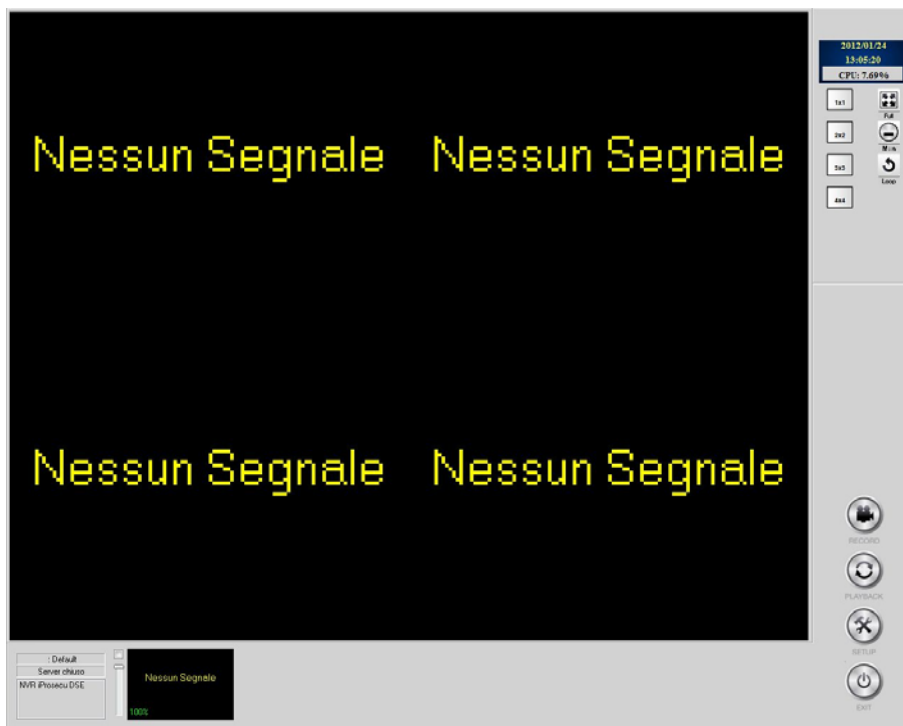 Nessun Segnale Nessun Segnale
Nessun Segnale Nessun Segnale
2012/01/24
13:05:20
CPU: 7.69%
1x1
Full
2x2
3x3
Loop
4x4
RECORD
PLAYBACK
SETUP
EXIT
: Default
Server chiuso
NVR iProsecu DSE
Nessun Segnale
100%